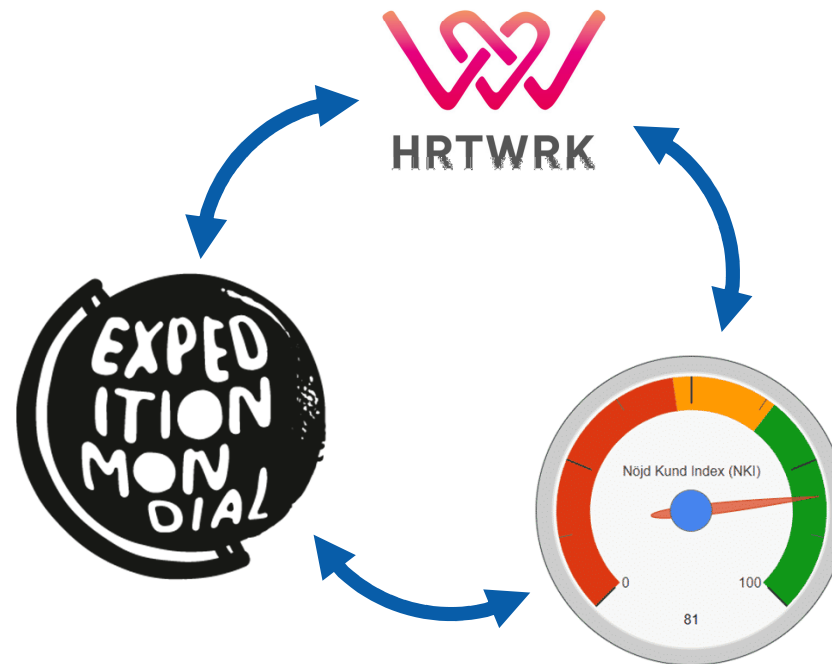 HRTWRK
EXPED
ITION
MON
DIAL
Nöjd Kund Index (NKI)
0
100
81